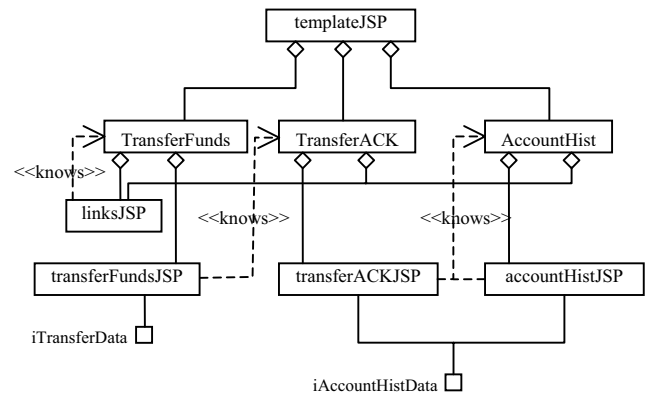 templateJSP
TransferFunds
TransferACK
AccountHist
<<knows>>
linksJSP
<<knows>>
<<knows>>
transferFundsJSP
transferACKJSP
accountHistJSP
iTransferData
iAccountHistData